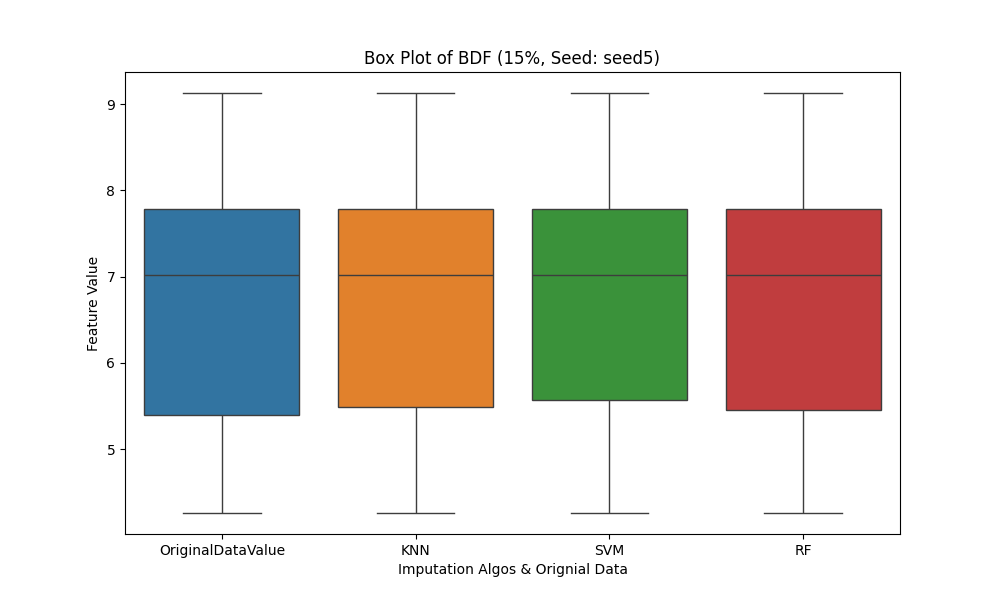 Box Plot of BDF (15%, Seed: seed5)
Feature Value
9
8
7
6
5
OriginalDataValue
KNN
SVM
RF
Imputation Algos & Orignial Data